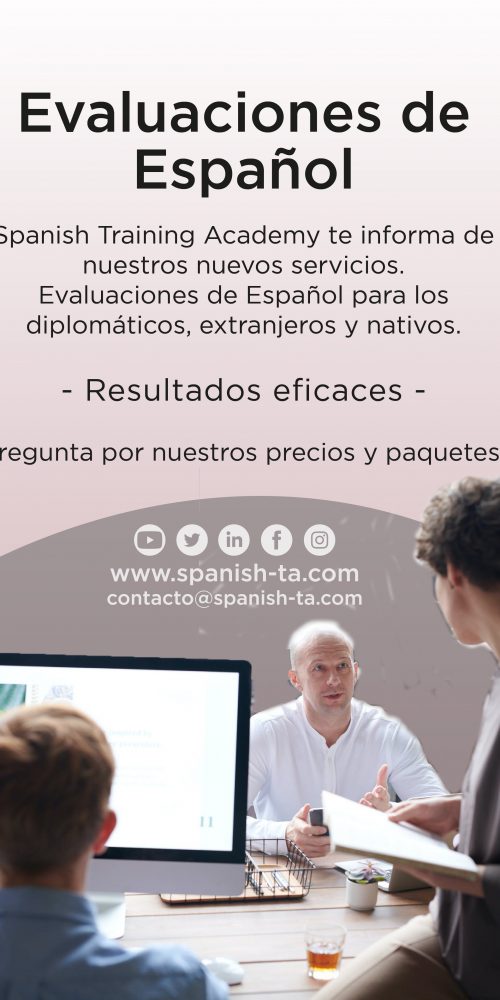 Evaluaciones de
Español
Spanish Training Academy te informa de
nuestros nuevos servicios.
Evaluaciones de Español para los
diplomáticos, extranjeros y nativos.
- Resultados eficaces -
regunta por nuestros precios y paquetes
www.spanish-ta.com
contacto@spanish-ta.com
11